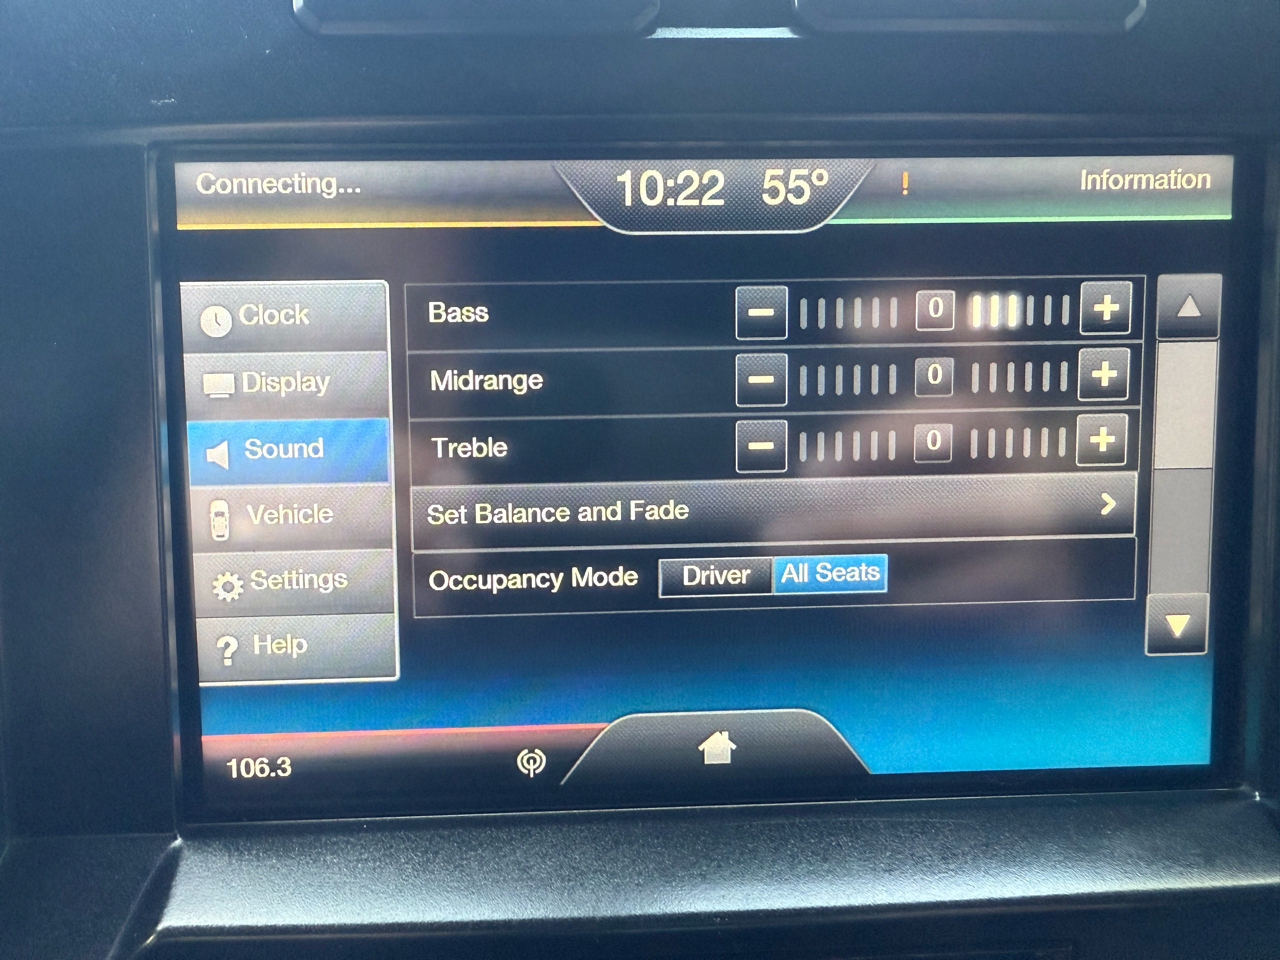 Connecting...
10:22 55º ! Information
Clock
Display
Sound
Vehicle
Settings
? Help
Bass − 0 +
Midrange − 0 +
Treble − 0 +
Set Balance and Fade >
Occupancy Mode Driver All Seats
106.3